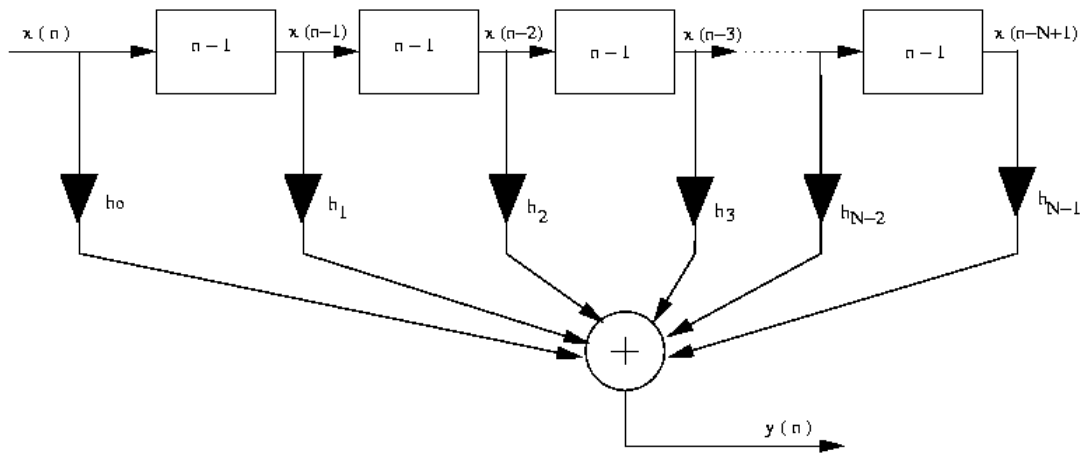 x(n) x(n-1) x(n-2) x(n-3) x(n-N+1)
n-1 n-1 n-1 n-1
h0 h1 h2 h3 hN-2 hN-1
+
y(n)